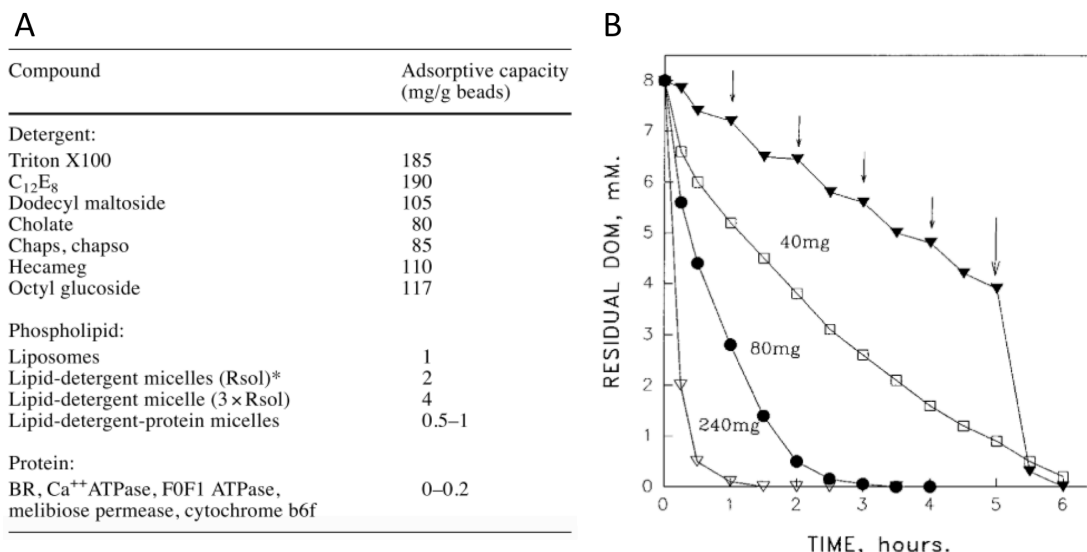 A
Compound Adsorptive capacity
(mg/g beads)
Detergent:
Triton X100 185
C₁₂E₈ 190
Dodecyl maltoside 105
Cholate 80
Chaps, chapso 85
Hecameg 110
Octyl glucoside 117
Phospholipid:
Liposomes 1
Lipid-detergent micelles (Rsol)* 2
Lipid-detergent micelle (3 × Rsol) 4
Lipid-detergent-protein micelles 0.5–1
Protein:
BR, Ca⁺⁺ATPase, F0F1 ATPase, 0–0.2
melibiose permease, cytochrome b6f
B
RESIDUAL DOM, mM.
8
7
6
5
4
3
2
1
0
40mg
80mg
240mg
0 1 2 3 4 5 6
TIME, hours.